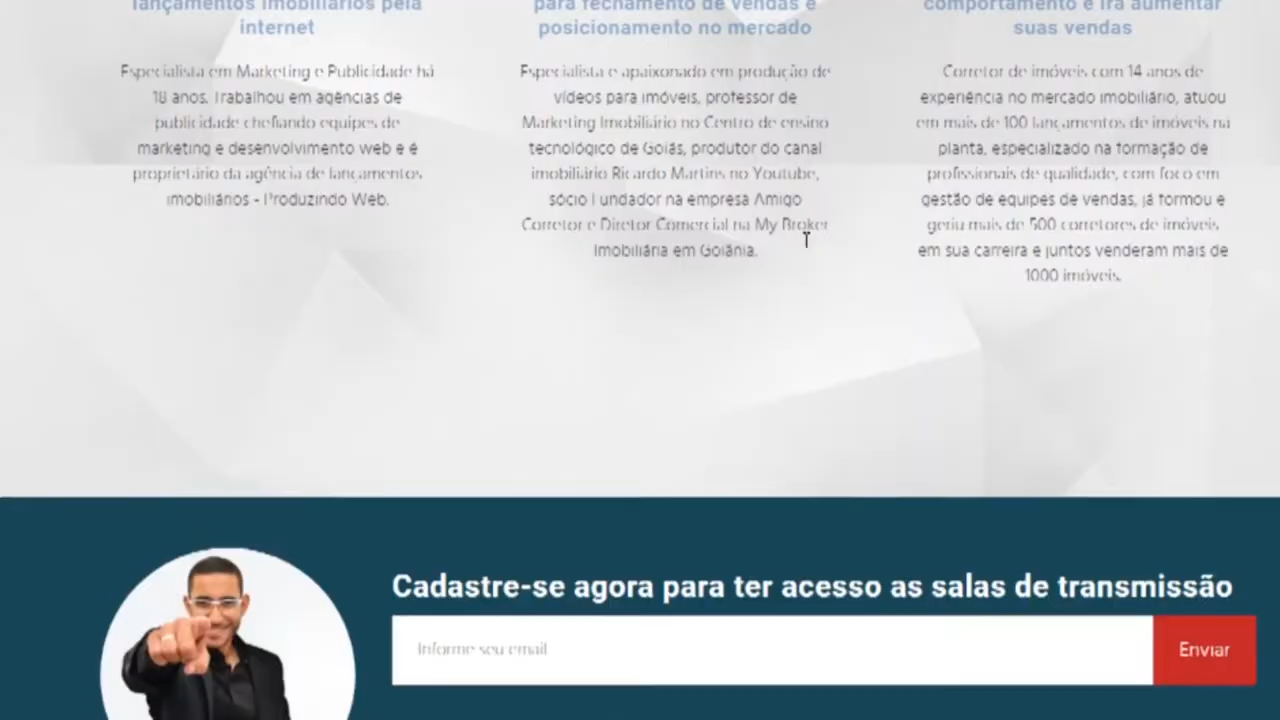 lançamentos imobiliários pela
internet
Especialista em Marketing e Publicidade há
18 anos. Trabalhou em agências de
publicidade chefiando equipes de
marketing e desenvolvimento web e é
proprietário da agência de lançamentos
imobiliários - Produzindo Web.
para fechamento de vendas e
posicionamento no mercado
Especialista e apaixonado em produção de
vídeos para imóveis, professor de
Marketing Imobiliário no Centro de ensino
tecnológico de Goiás, produtor do canal
imobiliário Ricardo Martins no Youtube,
sócio Fundador na empresa Amigo
Corretor e Diretor Comercial na My Broker
Imobiliária em Goiânia.
comportamento e irá aumentar
suas vendas
Corretor de imóveis com 14 anos de
experiência no mercado imobiliário, atuou
em mais de 100 lançamentos de imóveis na
planta, especializado na formação de
profissionais de qualidade, com foco em
gestão de equipes de vendas, já formou e
geriu mais de 500 corretores de imóveis
em sua carreira e juntos venderam mais de
1000 imóveis.
Cadastre-se agora para ter acesso as salas de transmissão
Informe seu email
Enviar